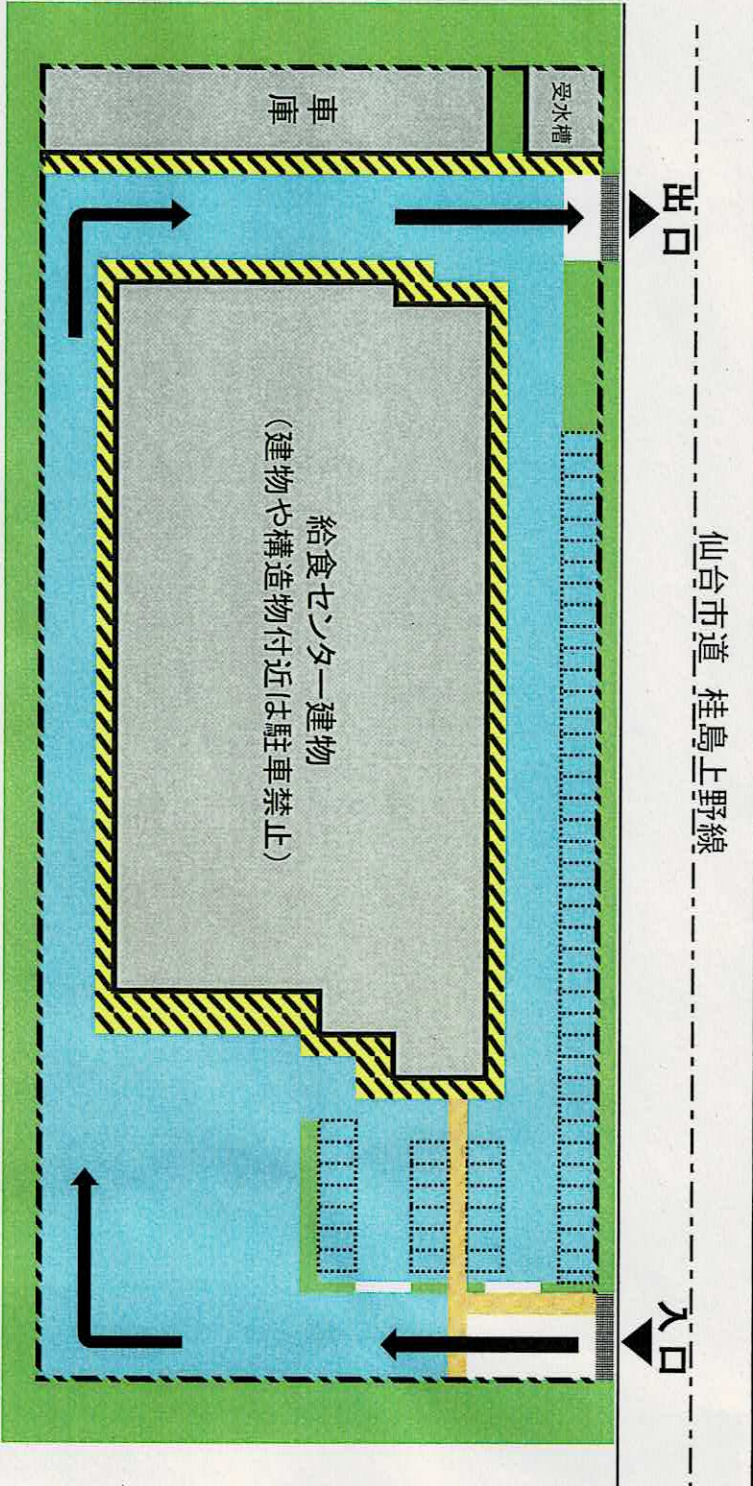 仙台市道 桂島上野線
出口
入口
受水槽
車庫
給食センター建物
（建物や構造物付近は駐車禁止）